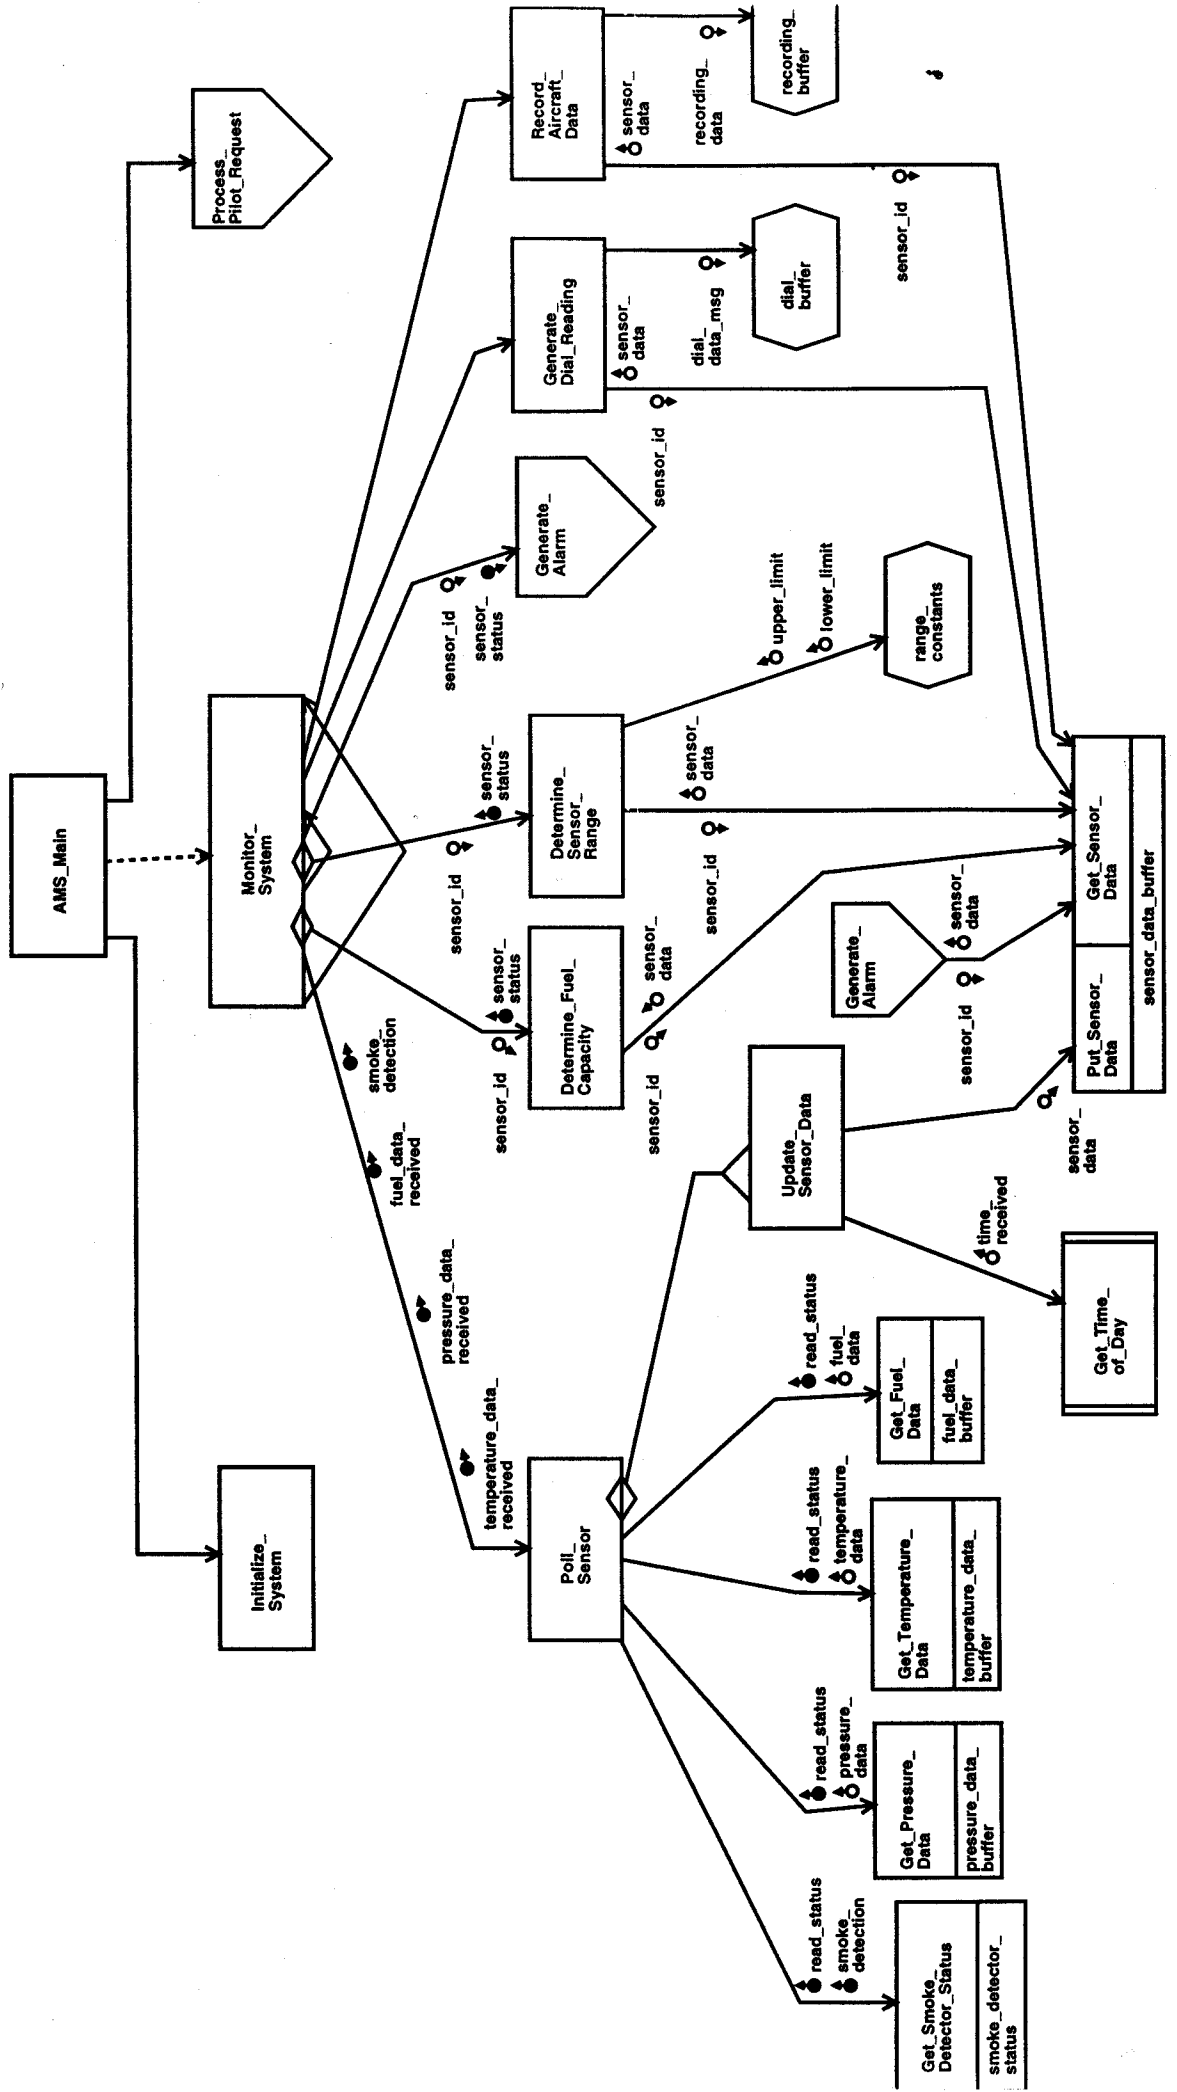 AMS_Main
Initialize_
System
Monitor_
System
Process_
Pilot_Request
smoke_
detection
fuel_data_
received
pressure_data_
received
temperature_data_
received
sensor_id
sensor_
status
sensor_id
sensor_
status
sensor_id
sensor_
status
Poll_
Sensor
Determine_Fuel_
Capacity
Determine_
Sensor_
Range
Generate_
Alarm
Generate_
Dial_Reading
Record_
Aircraft_
Data
sensor_id
sensor_
data
sensor_id
sensor_
data
upper_limit
lower_limit
sensor_id
sensor_
data
dial_
data_msg
sensor_
data
recording_
data
sensor_id
Update_
Sensor_Data
Generate_
Alarm
range_
constants
dial_
buffer
recording_
buffer
read_status
smoke_
detection
read_status
pressure_
data
read_status
temperature_
data
read_status
fuel_
data
time_
received
sensor_
data
sensor_id
sensor_
data
Get_Smoke_
Detector_Status
smoke_detector_
status
Get_Pressure_
Data
pressure_data_
buffer
Get_Temperature_
Data
temperature_data_
buffer
Get_Fuel_
Data
fuel_data_
buffer
Get_Time_
of_Day
Put_Sensor_
Data
Get_Sensor_
Data
sensor_data_buffer